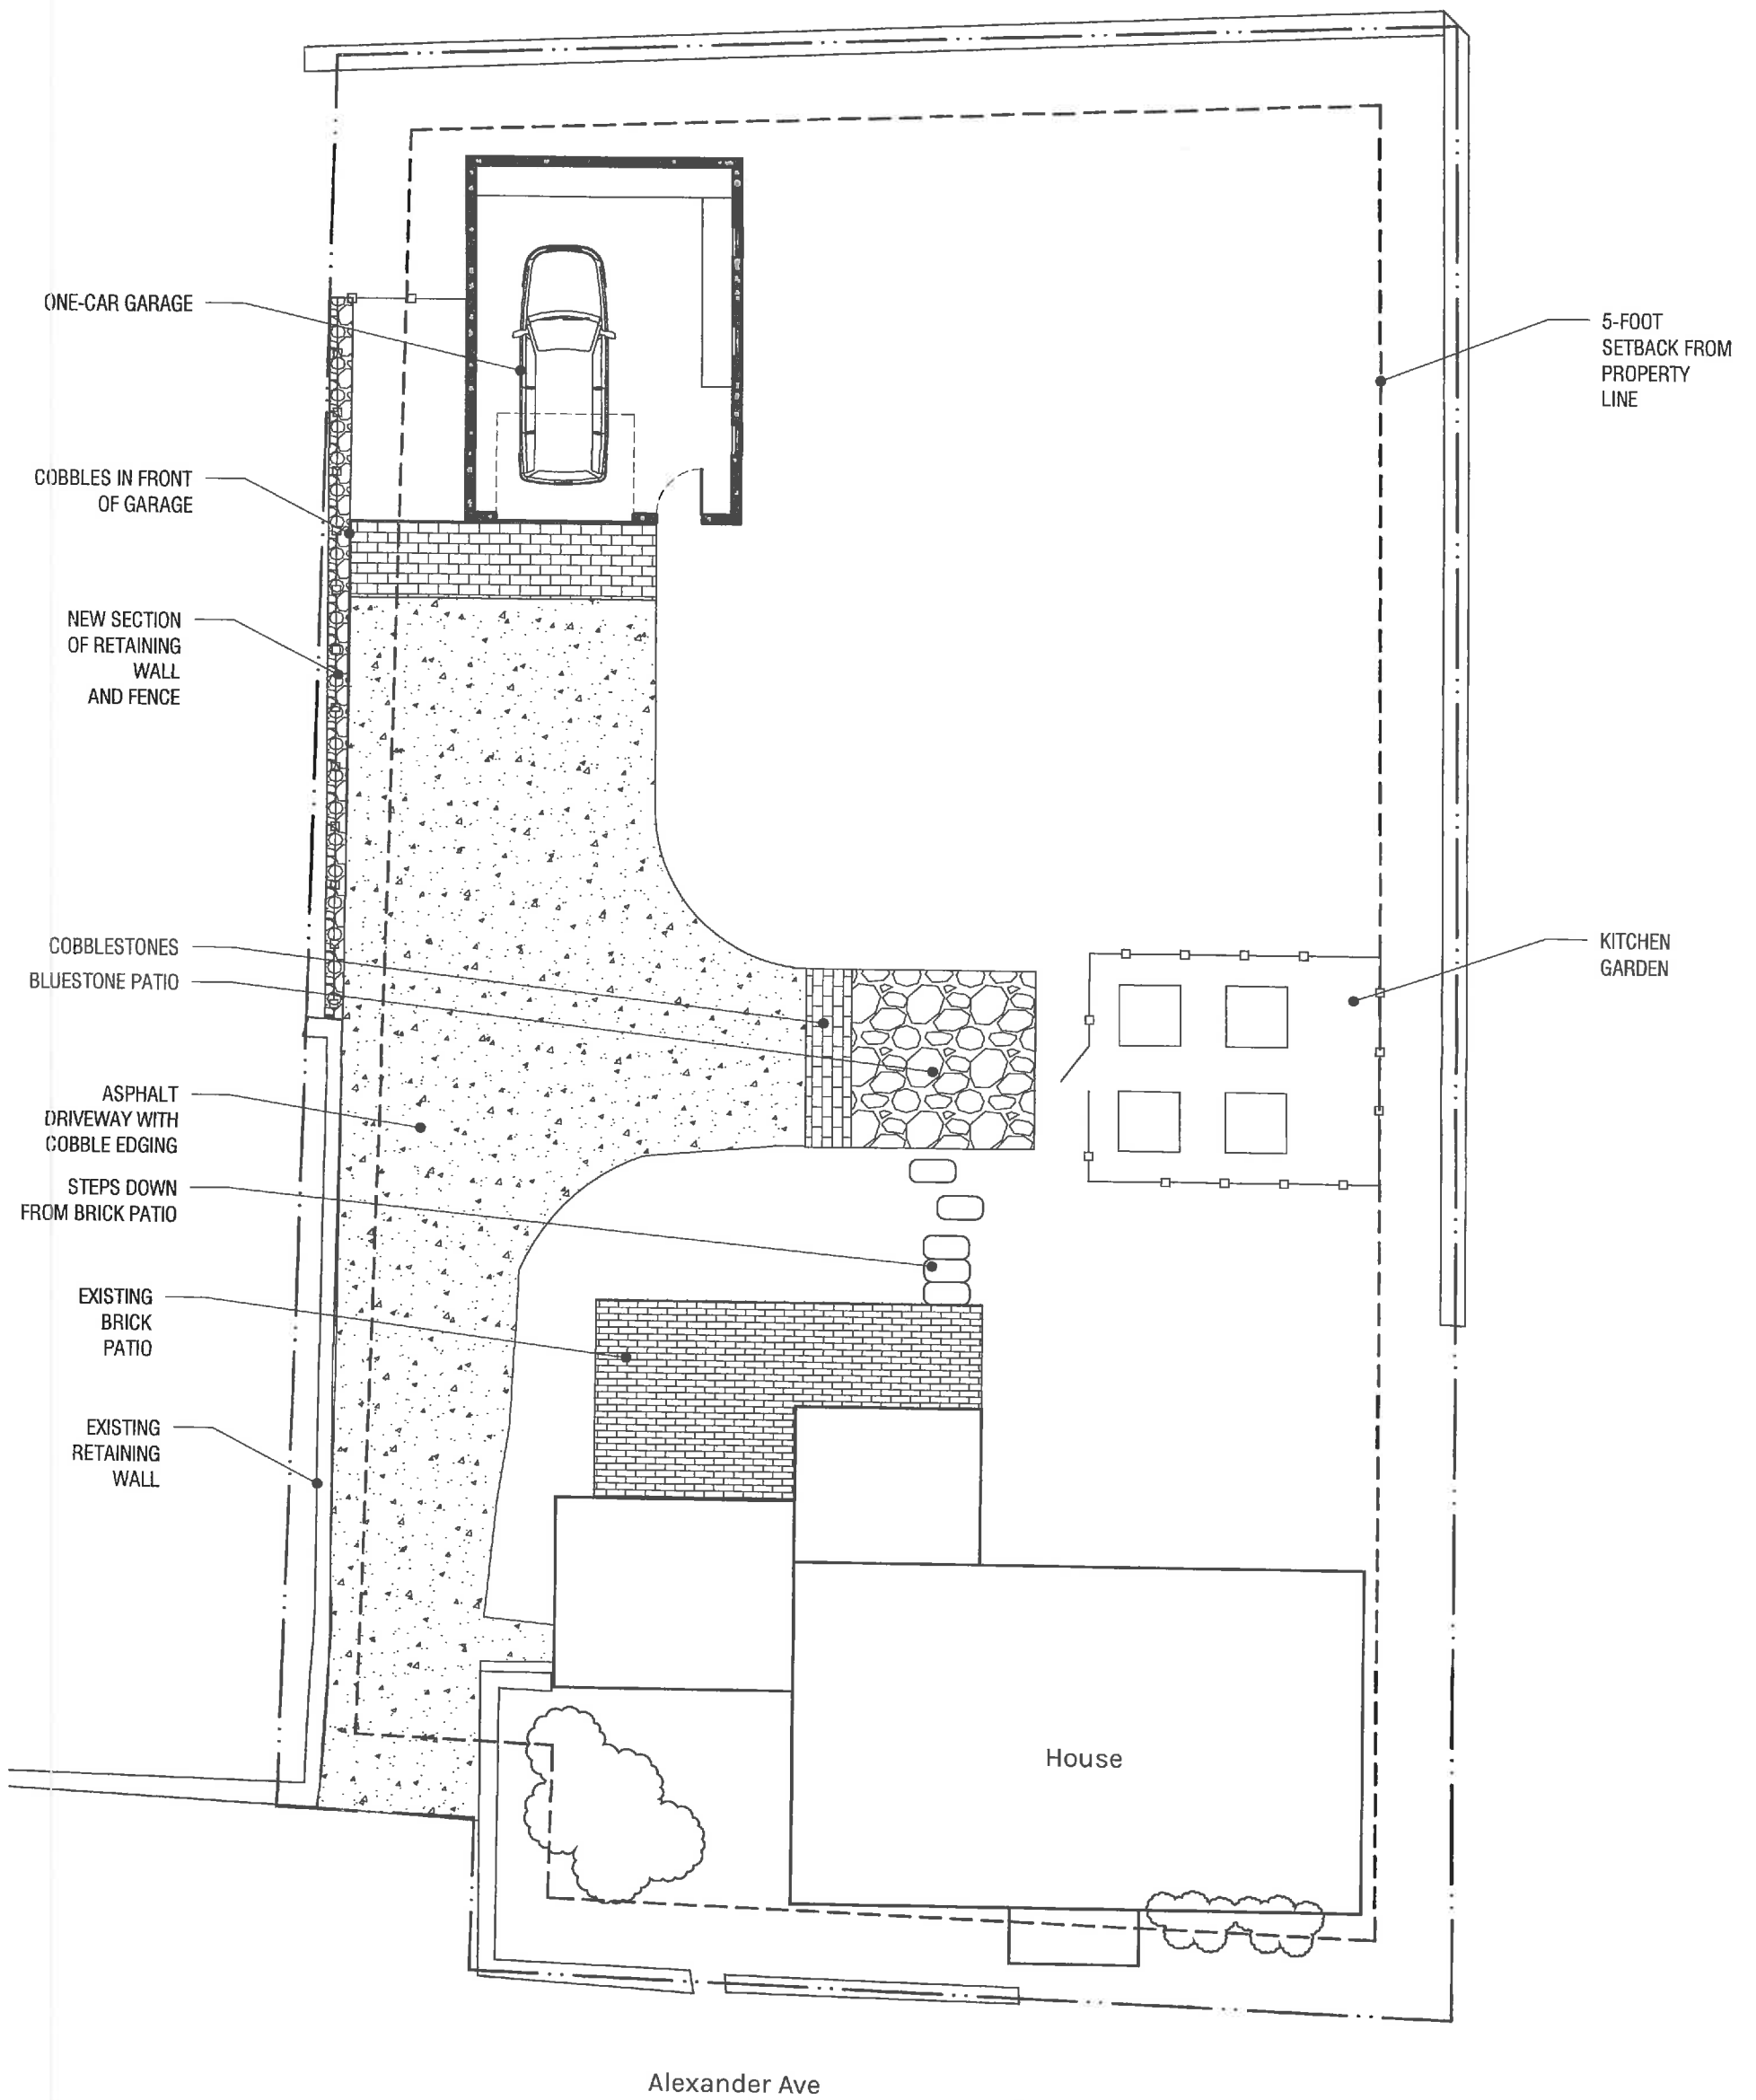 ONE-CAR GARAGE
5-FOOT
SETBACK FROM
PROPERTY
LINE
COBBLES IN FRONT
OF GARAGE
NEW SECTION
OF RETAINING
WALL
AND FENCE
COBBLESTONES
BLUESTONE PATIO
KITCHEN
GARDEN
ASPHALT
DRIVEWAY WITH
COBBLE EDGING
STEPS DOWN
FROM BRICK PATIO
EXISTING
BRICK
PATIO
EXISTING
RETAINING
WALL
House
Alexander Ave